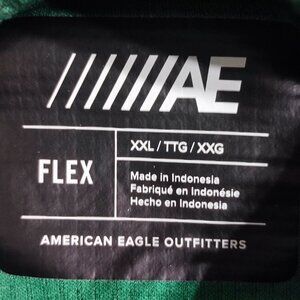 AE
XXL / TTG / XXG
FLEX
Made in Indonesia
Fabriqué en Indonésie
Hecho en Indonesia
AMERICAN EAGLE OUTFITTERS